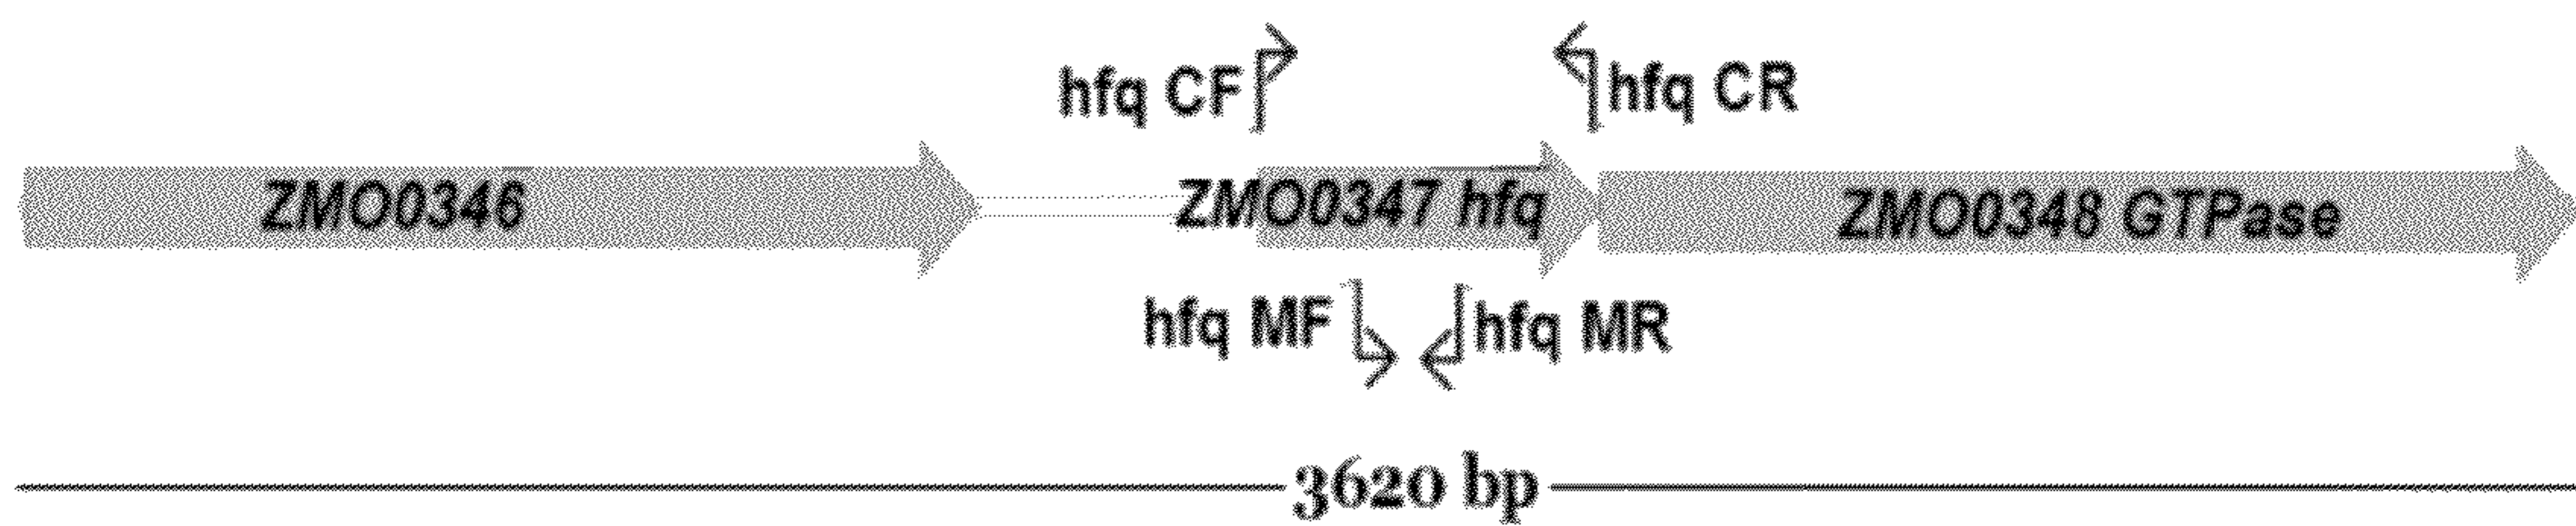 hfq CF hfq CR
ZMO0346 ZMO0347 hfq ZMO0348 GTPase
hfq MF hfq MR
3620 bp